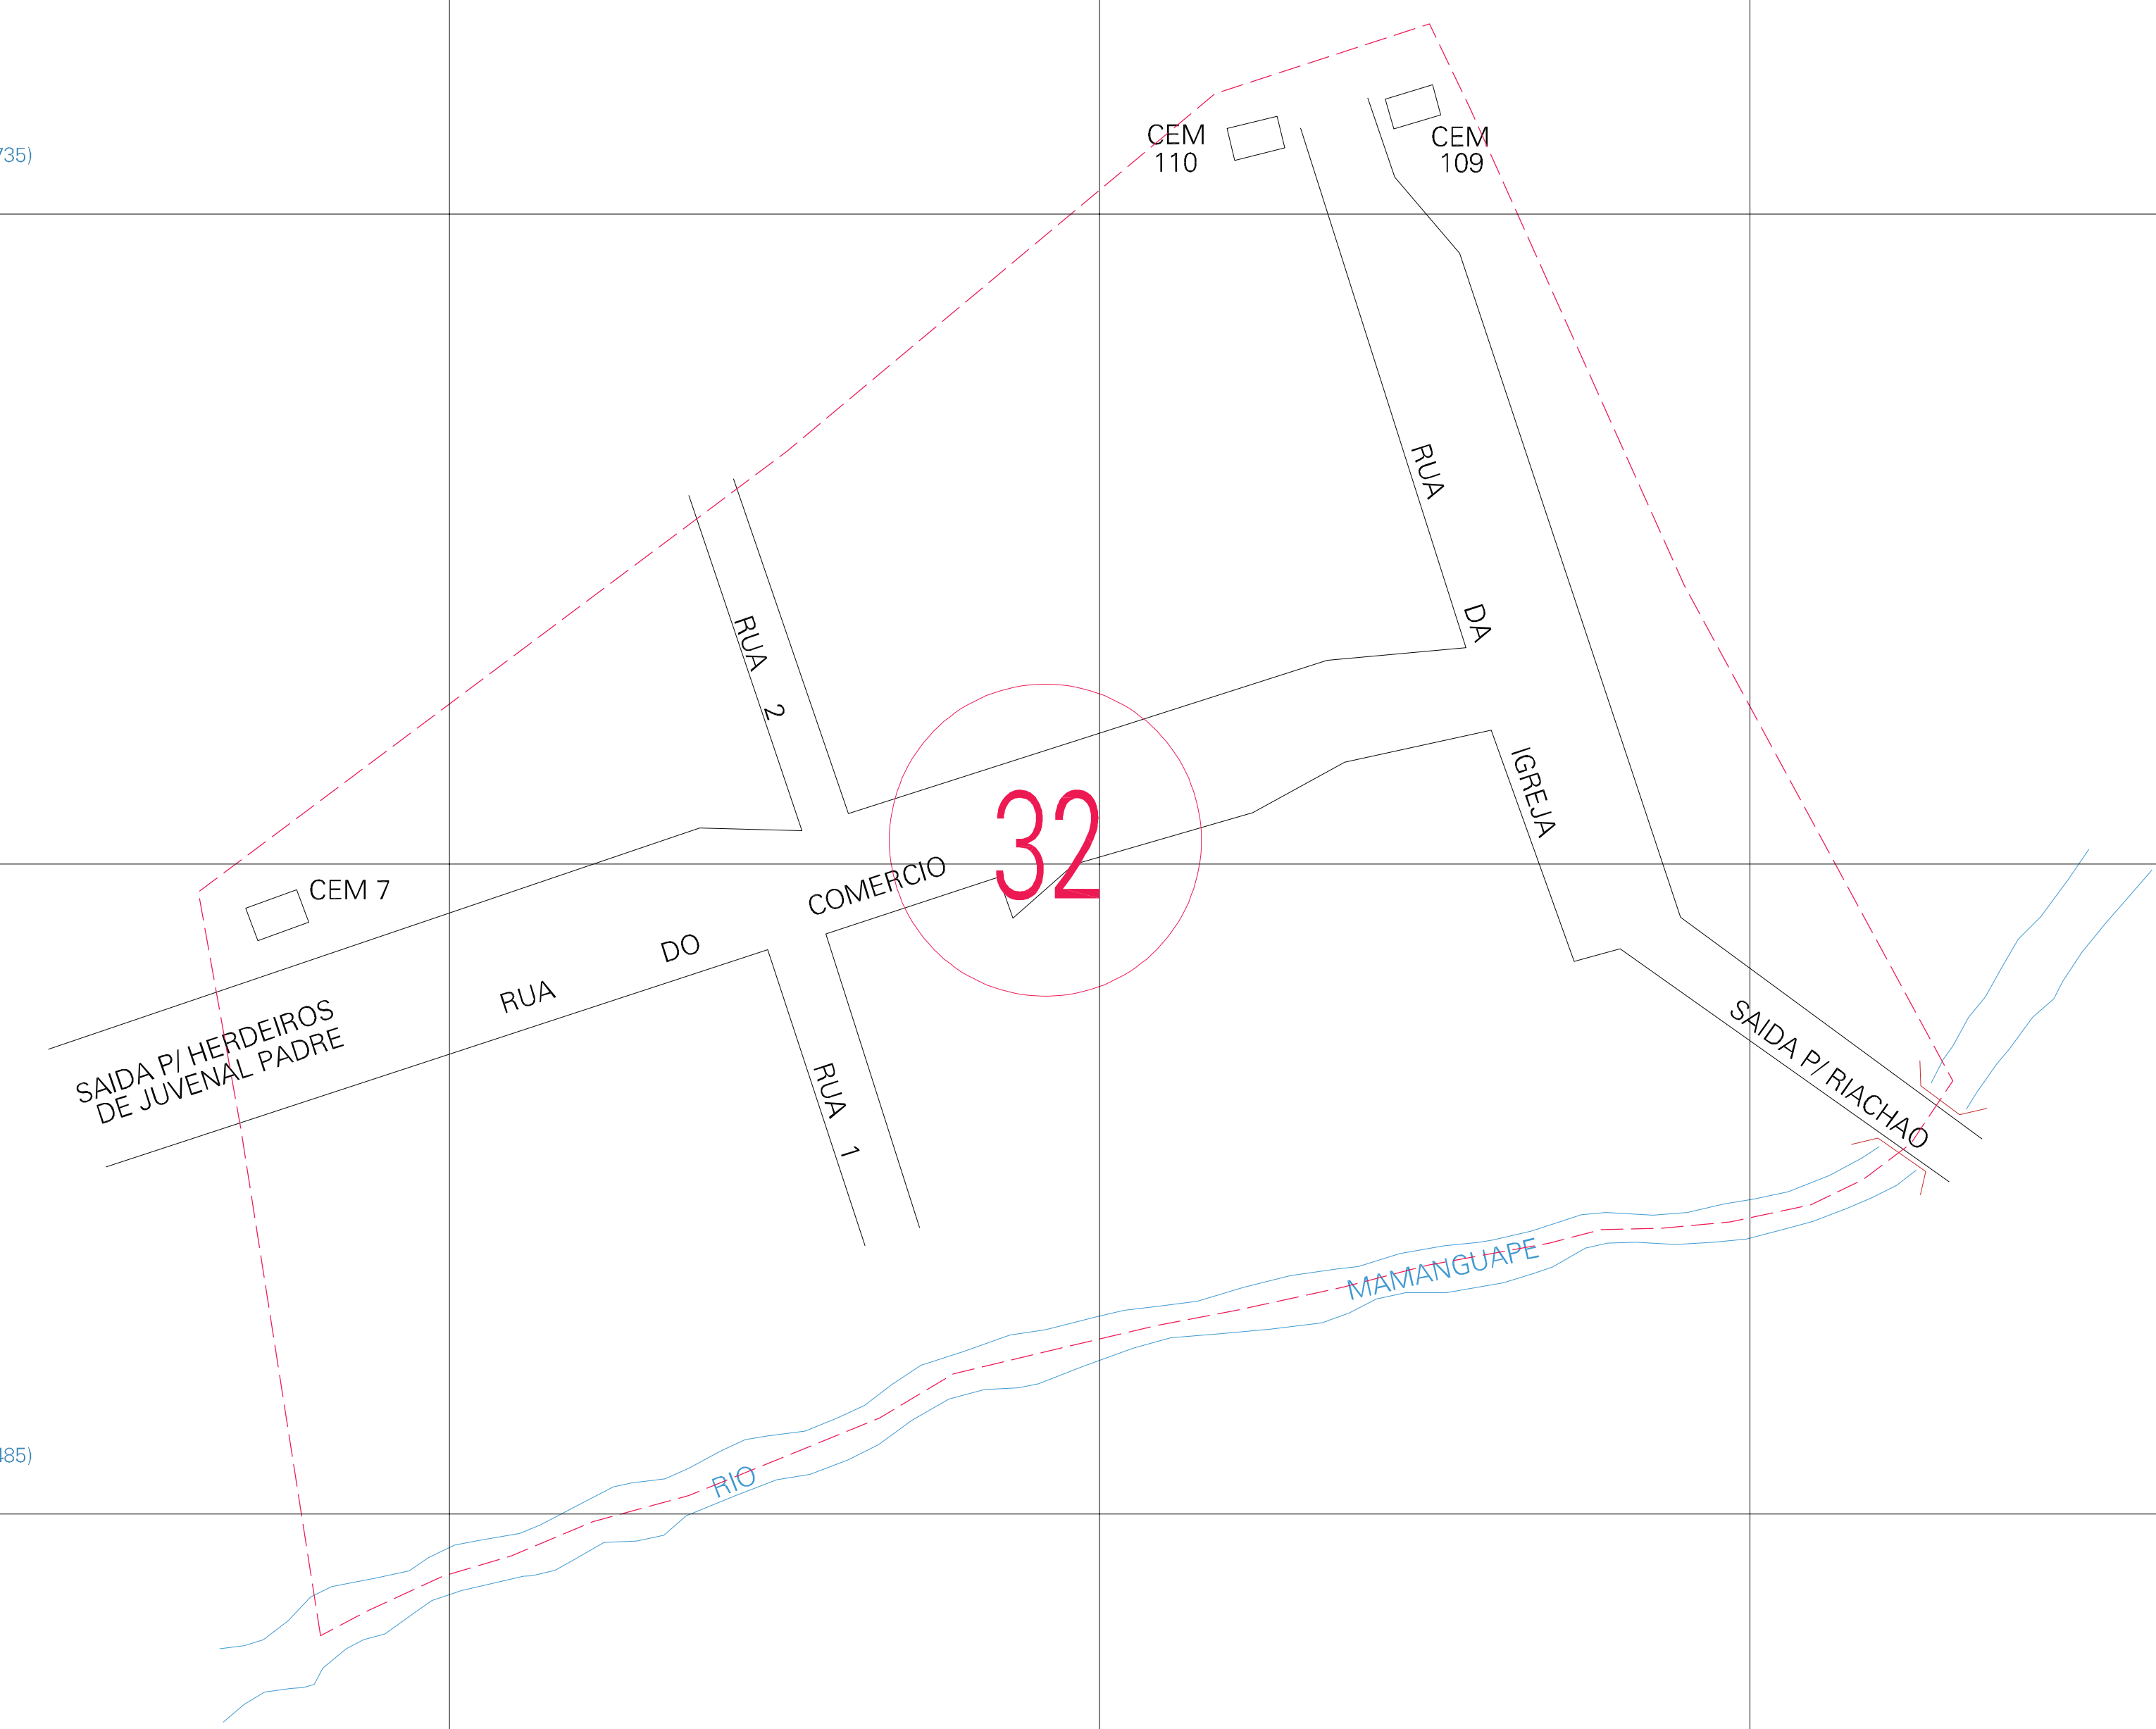 CEM
110
CEM
109
735)
RUA DA IGREJA
RUA 2
32
CEM 7
RUA DO COMERCIO
SAIDA P/ HERDEIROS
DE JUVENAL PADRE
RUA 1
SAIDA P/ RIACHAO
RIO MAMANGUAPE
485)